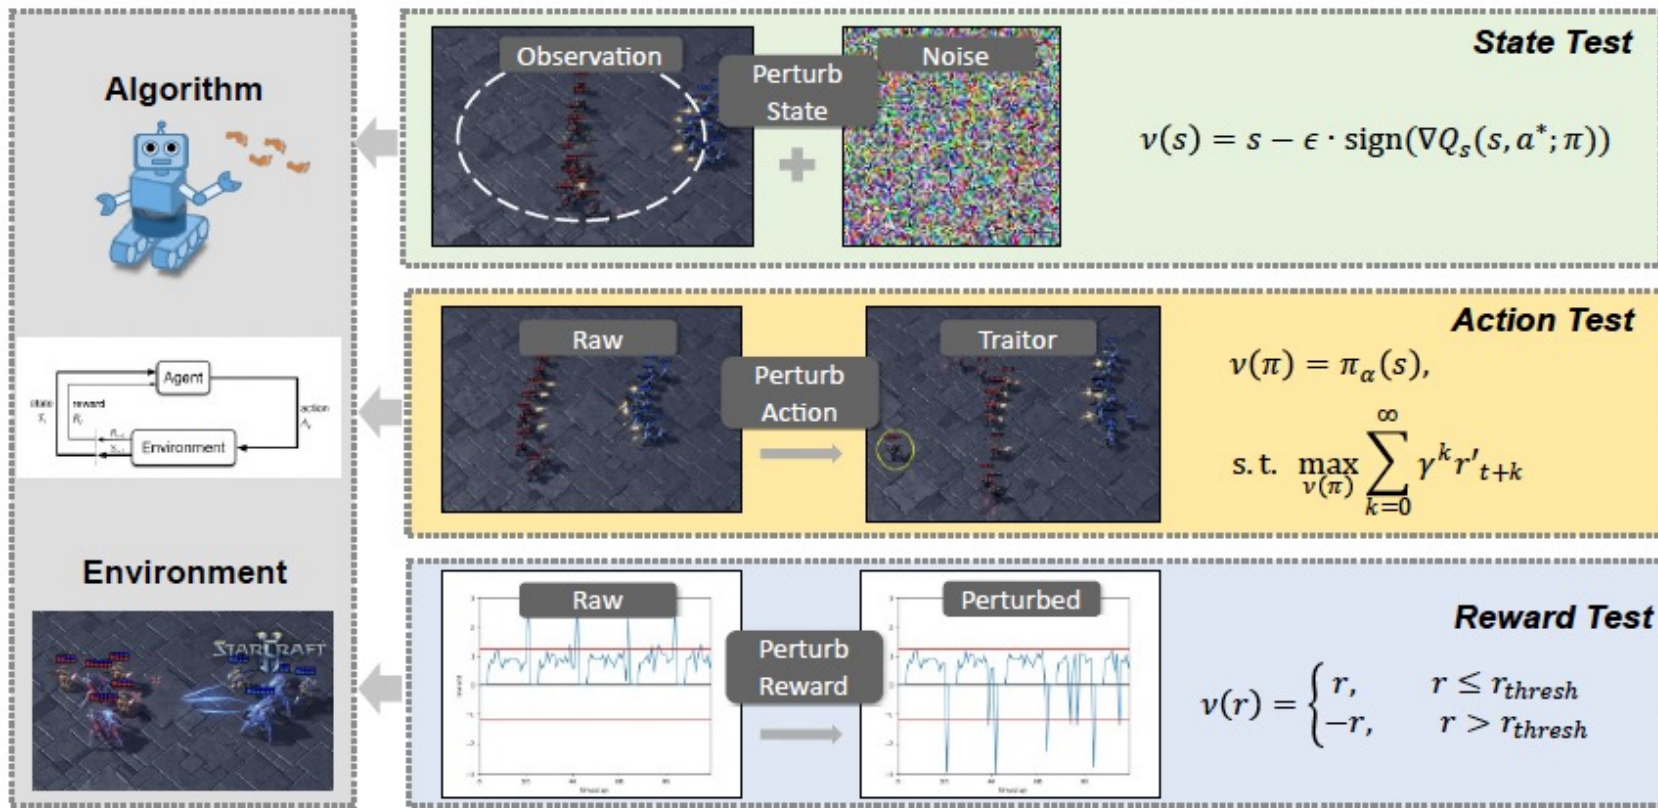 Algorithm
Agent
state
reward
action
Environment
Environment
STARCRAFT
II
Observation
Perturb
State
Noise
State Test
ν(s) = s − ϵ · sign(∇Q_s(s, a*; π))
Raw
Perturb
Action
Traitor
Action Test
ν(π) = π_α(s),
s.t. max_{ν(π)} ∑_{k=0}^{∞} γ^k r'_{t+k}
Raw
Perturb
Reward
Perturbed
Reward Test
ν(r) = { r, r ≤ r_thresh
−r, r > r_thresh